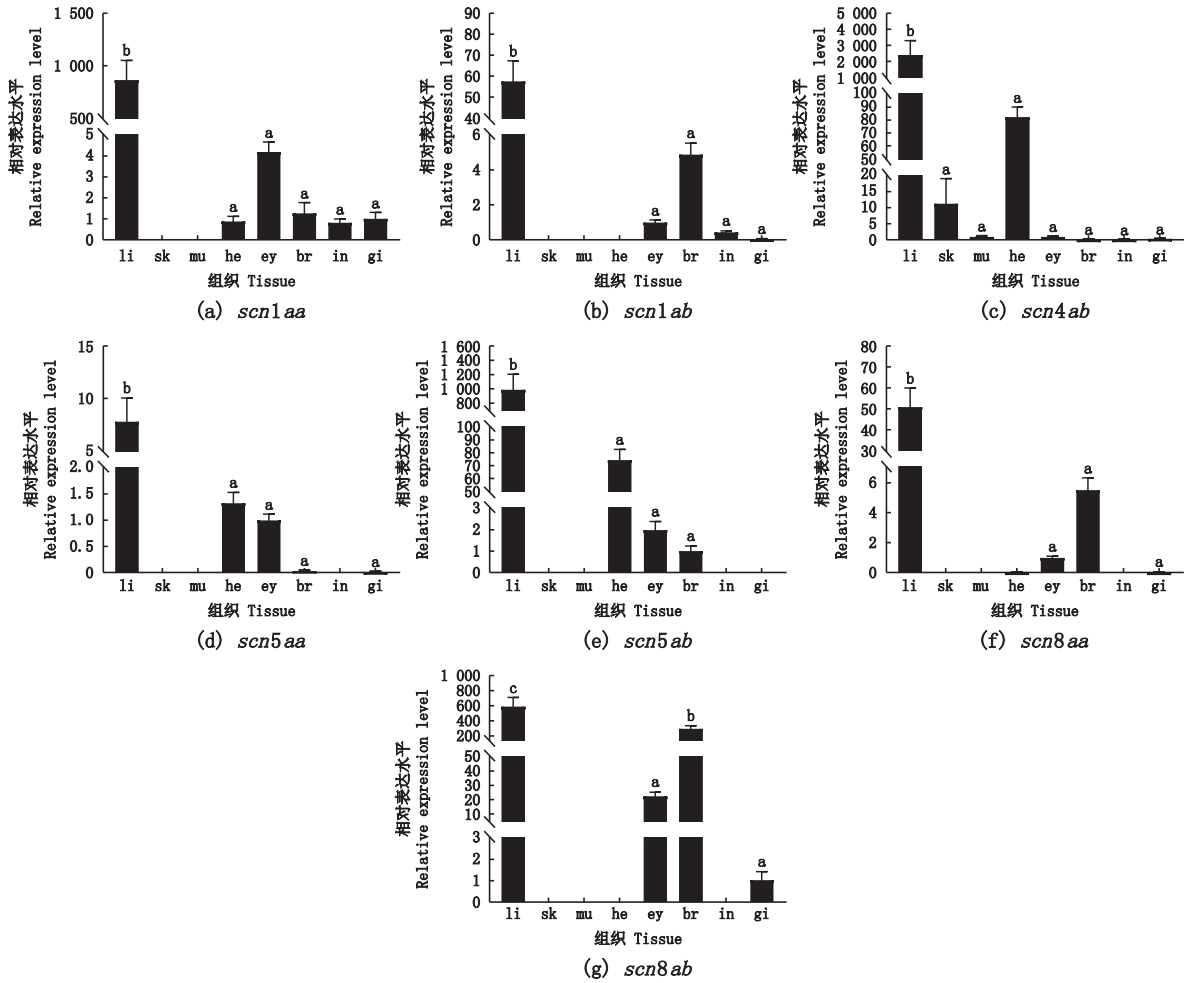 1 500
1 000
500
5
4
3
2
1
0
b
a
a
a
a
a
相对表达水平
Relative expression level
li sk mu he ey br in gi
组织 Tissue
(a) scn1aa
90
80
70
60
50
40
6
4
2
0
b
a
a
a
a
相对表达水平
Relative expression level
li sk mu he ey br in gi
组织 Tissue
(b) scn1ab
5 000
4 000
3 000
2 000
1 000
100
90
80
70
60
50
20
15
10
5
0
b
a
a
a
a
a
a
a
相对表达水平
Relative expression level
li sk mu he ey br in gi
组织 Tissue
(c) scn4ab
15
10
5
2.0
1.5
1.0
0.5
0
b
a
a
a
a
相对表达水平
Relative expression level
li sk mu he ey br in gi
组织 Tissue
(d) scn5aa
1 600
1 400
1 200
1 000
800
100
90
80
70
60
50
3
2
1
0
b
a
a
a
相对表达水平
Relative expression level
li sk mu he ey br in gi
组织 Tissue
(e) scn5ab
80
70
60
50
40
30
6
4
2
0
b
a
a
a
a
相对表达水平
Relative expression level
li sk mu he ey br in gi
组织 Tissue
(f) scn8aa
1 000
800
600
400
200
50
40
30
20
10
3
2
1
0
c
a
b
a
相对表达水平
Relative expression level
li sk mu he ey br in gi
组织 Tissue
(g) scn8ab